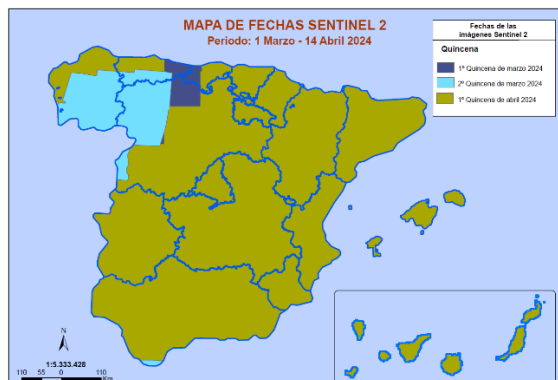 MAPA DE FECHAS SENTINEL 2
Periodo: 1 Marzo - 14 Abril 2024
Fechas de las
imágenes Sentinel 2
Quincena
1ª Quincena de marzo 2024
2ª Quincena de marzo 2024
1ª Quincena de abril 2024
N
1:5.333.428
110 55 0 110
Km